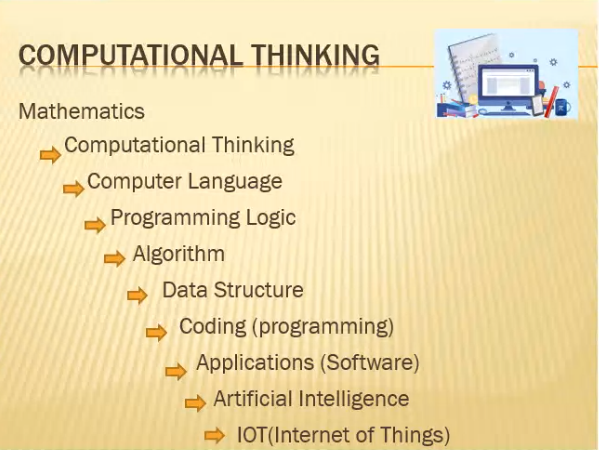 COMPUTATIONAL THINKING
Mathematics
Computational Thinking
Computer Language
Programming Logic
Algorithm
Data Structure
Coding (programming)
Applications (Software)
Artificial Intelligence
IOT(Internet of Things)